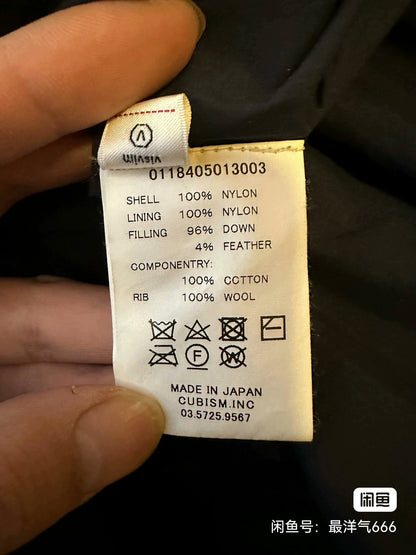 visvim
0118405013003
SHELL 100% NYLON
LINING 100% NYLON
FILLING 96% DOWN
4% FEATHER
COMPONENTRY:
100% COTTON
RIB 100% WOOL
F
W
MADE IN JAPAN
CUBISM.INC
03.5725.9567
闲鱼
闲鱼号：最洋气666